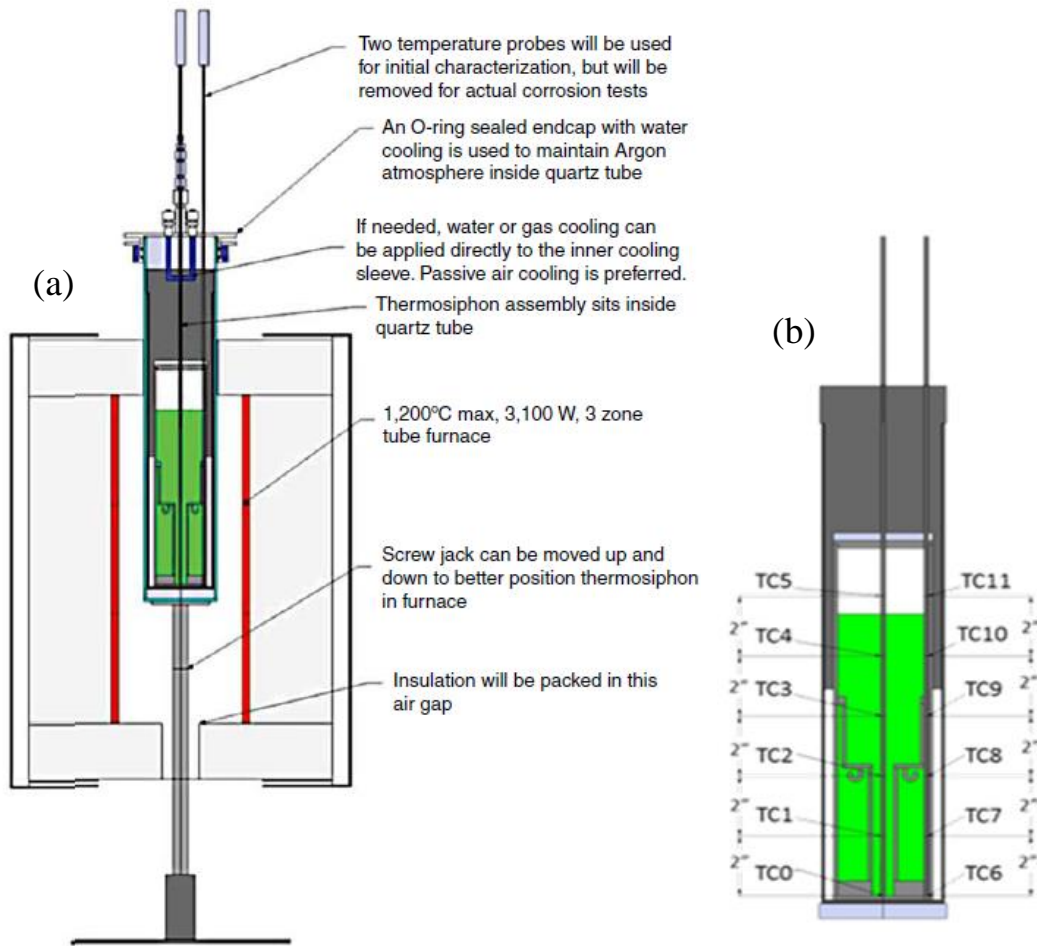 Two temperature probes will be used
for initial characterization, but will be
removed for actual corrosion tests
An O-ring sealed endcap with water
cooling is used to maintain Argon
atmosphere inside quartz tube
If needed, water or gas cooling can
be applied directly to the inner cooling
sleeve. Passive air cooling is preferred.
(a)
Thermosiphon assembly sits inside
quartz tube
1,200ºC max, 3,100 W, 3 zone
tube furnace
Screw jack can be moved up and
down to better position thermosiphon
in furnace
Insulation will be packed in this
air gap
(b)
TC5 TC11
2" 2"
TC4 TC10
2" 2"
TC3 TC9
2" 2"
TC2 TC8
2" 2"
TC1 TC7
2" 2"
TC0 TC6